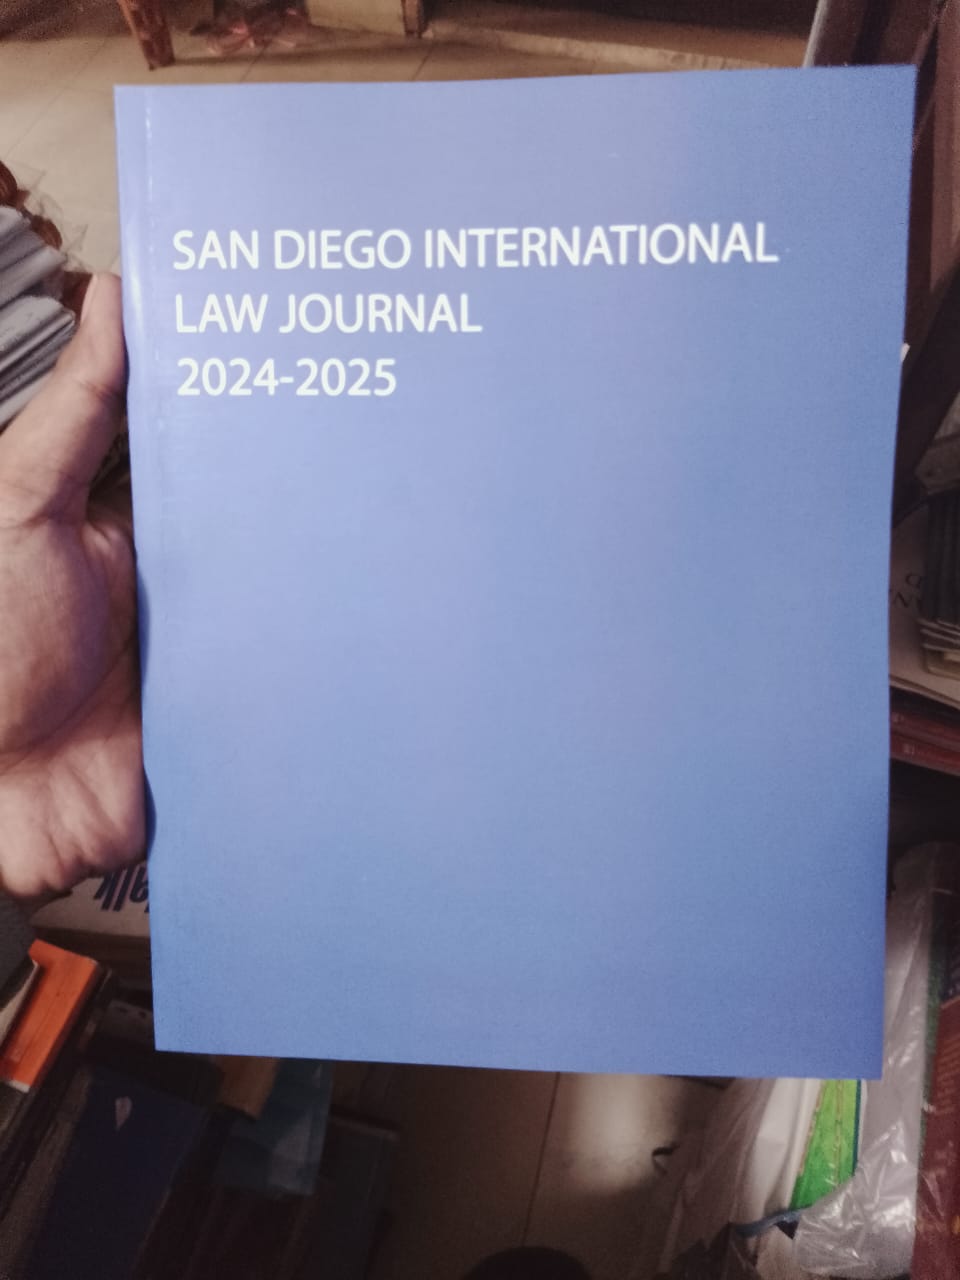 SAN DIEGO INTERNATIONAL
LAW JOURNAL
2024-2025